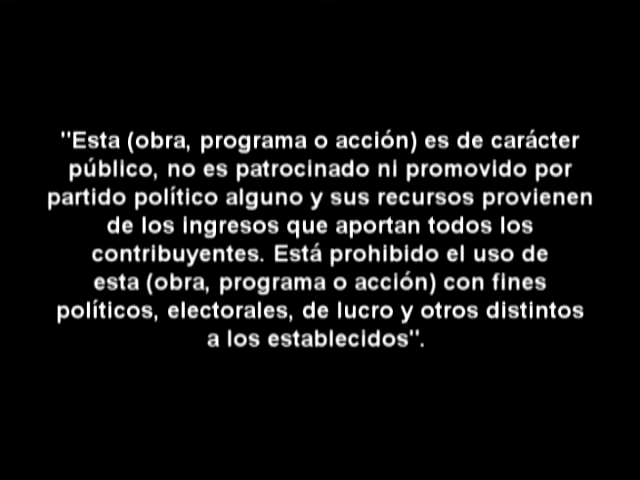 "Esta (obra, programa o acción) es de carácter
público, no es patrocinado ni promovido por
partido político alguno y sus recursos provienen
de los ingresos que aportan todos los
contribuyentes. Está prohibido el uso de
esta (obra, programa o acción) con fines
políticos, electorales, de lucro y otros distintos
a los establecidos".